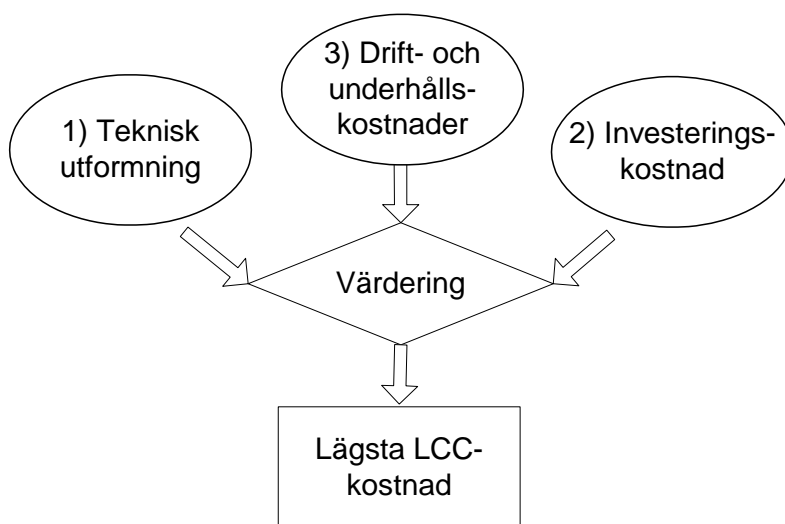 3) Drift- och
underhålls-
kostnader
1) Teknisk
utformning
2) Investerings-
kostnad
Värdering
Lägsta LCC-
kostnad